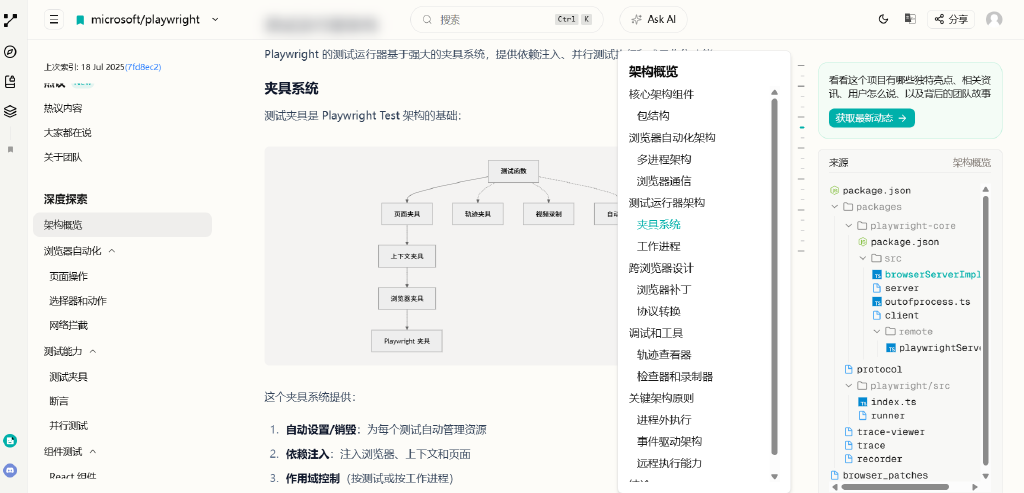 microsoft/playwright
搜索
Ctrl K
Ask AI
分享
上次索引: 18 Jul 2025(7fd8ec2)
热议内容
大家都在说
关于团队
深度探索
架构概览
浏览器自动化
页面操作
选择器和动作
网络拦截
测试能力
测试夹具
断言
并行测试
组件测试
React 组件
Playwright 的测试运行器基于强大的夹具系统，提供依赖注入、并行测试
夹具系统
测试夹具是 Playwright Test 架构的基础：
测试函数
页面夹具
轨迹夹具
视频录制
自动
上下文夹具
浏览器夹具
Playwright 夹具
这个夹具系统提供：
1. 自动设置/销毁：为每个测试自动管理资源
2. 依赖注入：注入浏览器、上下文和页面
3. 作用域控制（按测试或按工作进程）
架构概览
核心架构组件
包结构
浏览器自动化架构
多进程架构
浏览器通信
测试运行器架构
夹具系统
工作进程
跨浏览器设计
浏览器补丁
协议转换
调试和工具
轨迹查看器
检查器和录制器
关键架构原则
进程外执行
事件驱动架构
远程执行能力
看看这个项目有哪些独特亮点、相关资
讯、用户怎么说、以及背后的团队故事
获取最新动态 →
来源
架构概览
package.json
packages
playwright-core
package.json
src
browserServerImpl
server
outofprocess.ts
client
remote
playwrightServe
protocol
playwright/src
index.ts
runner
trace-viewer
trace
recorder
browser_patches